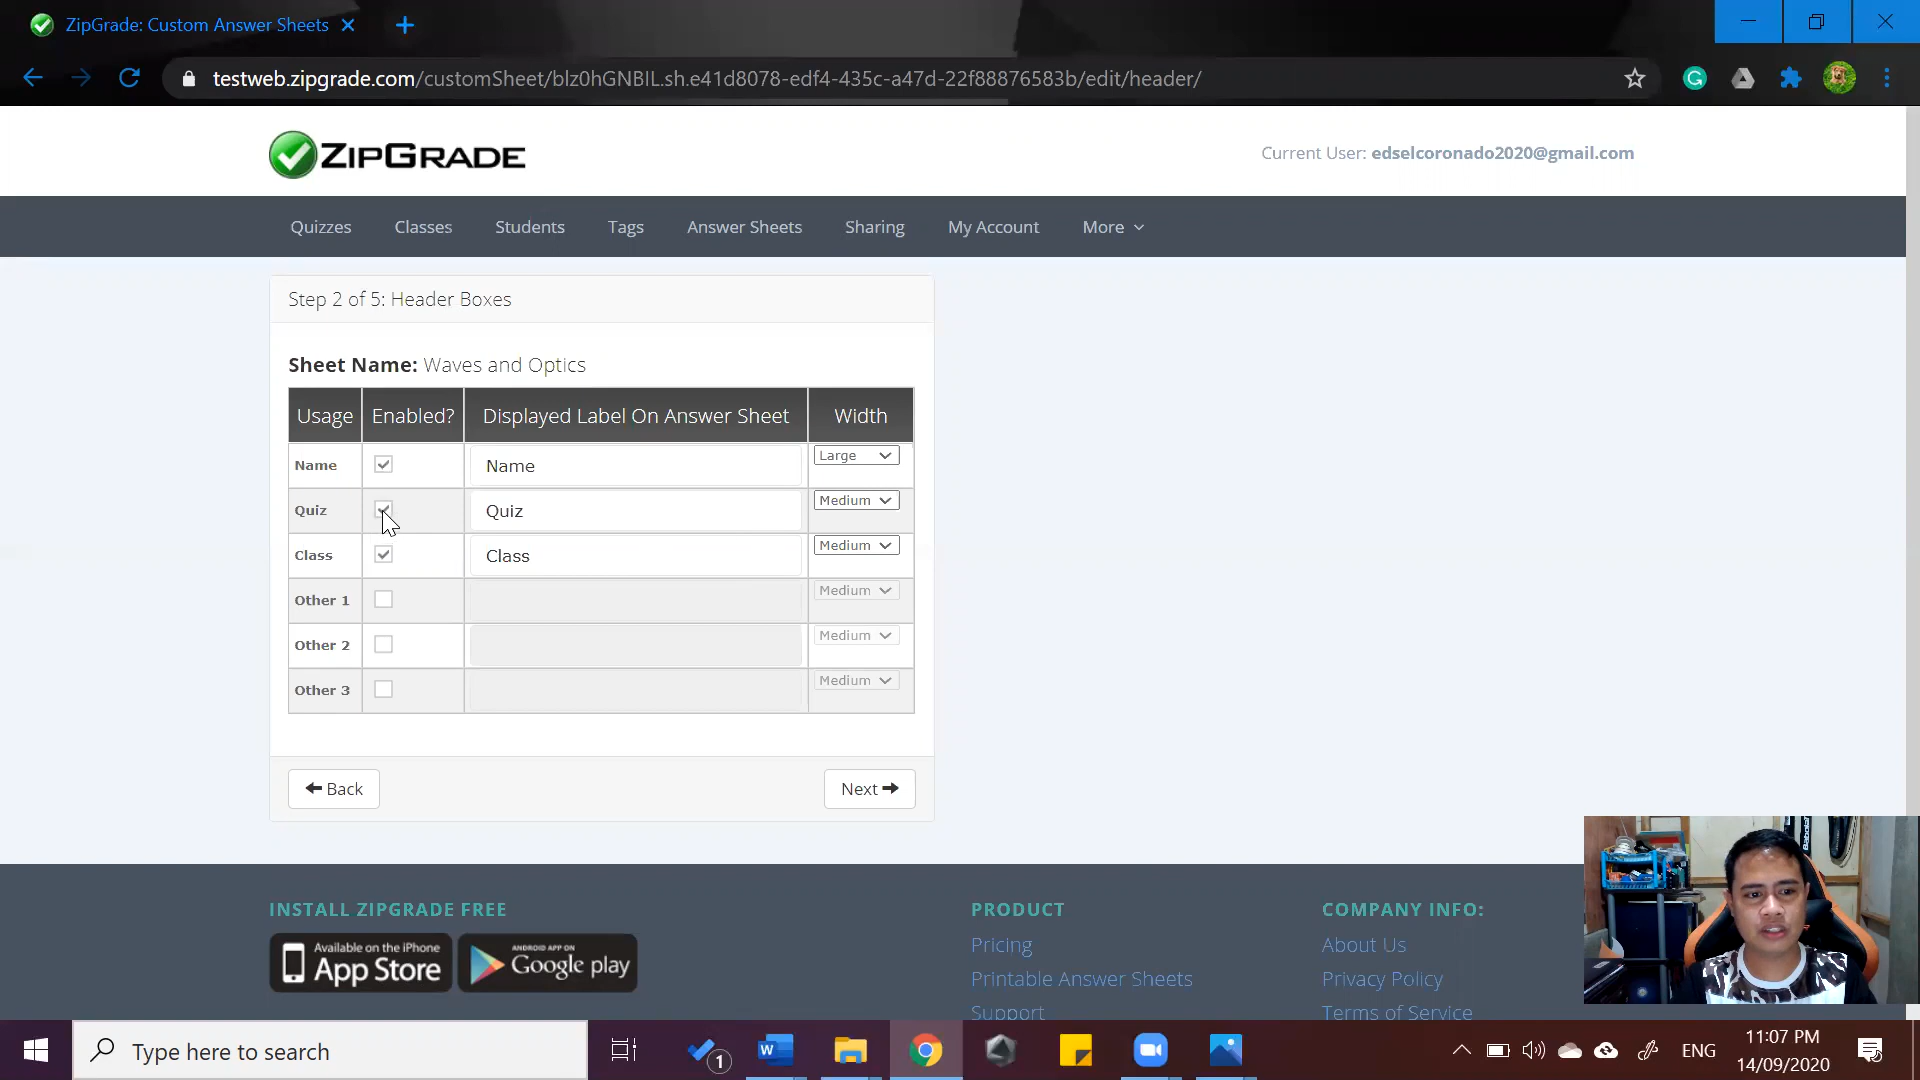 ZipGrade: Custom Answer Sheets
testweb.zipgrade.com/customSheet/blz0hGNBIL.sh.e41d8078-edf4-435c-a47d-22f88876583b/edit/header/
ZIPGRADE
Current User: edselcoronado2020@gmail.com
Quizzes Classes Students Tags Answer Sheets Sharing My Account More
Step 2 of 5: Header Boxes
Sheet Name: Waves and Optics
Usage Enabled? Displayed Label On Answer Sheet Width
Name Name Large
Quiz Quiz Medium
Class Class Medium
Other 1 Medium
Other 2 Medium
Other 3 Medium
Back Next
INSTALL ZIPGRADE FREE PRODUCT COMPANY INFO:
Available on the iPhone
App Store
ANDROID APP ON
Google play
Pricing About Us
Printable Answer Sheets Privacy Policy
Support Terms of Service
Type here to search
1
ENG
11:07 PM
14/09/2020